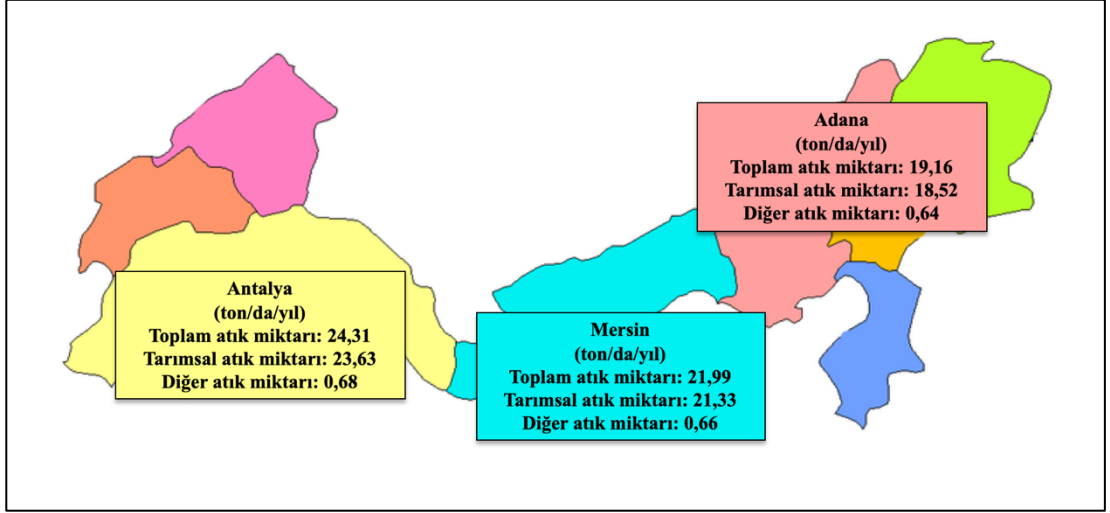 Adana
(ton/da/yıl)
Toplam atık miktarı: 19,16
Tarımsal atık miktarı: 18,52
Diğer atık miktarı: 0,64
Antalya
(ton/da/yıl)
Toplam atık miktarı: 24,31
Tarımsal atık miktarı: 23,63
Diğer atık miktarı: 0,68
Mersin
(ton/da/yıl)
Toplam atık miktarı: 21,99
Tarımsal atık miktarı: 21,33
Diğer atık miktarı: 0,66